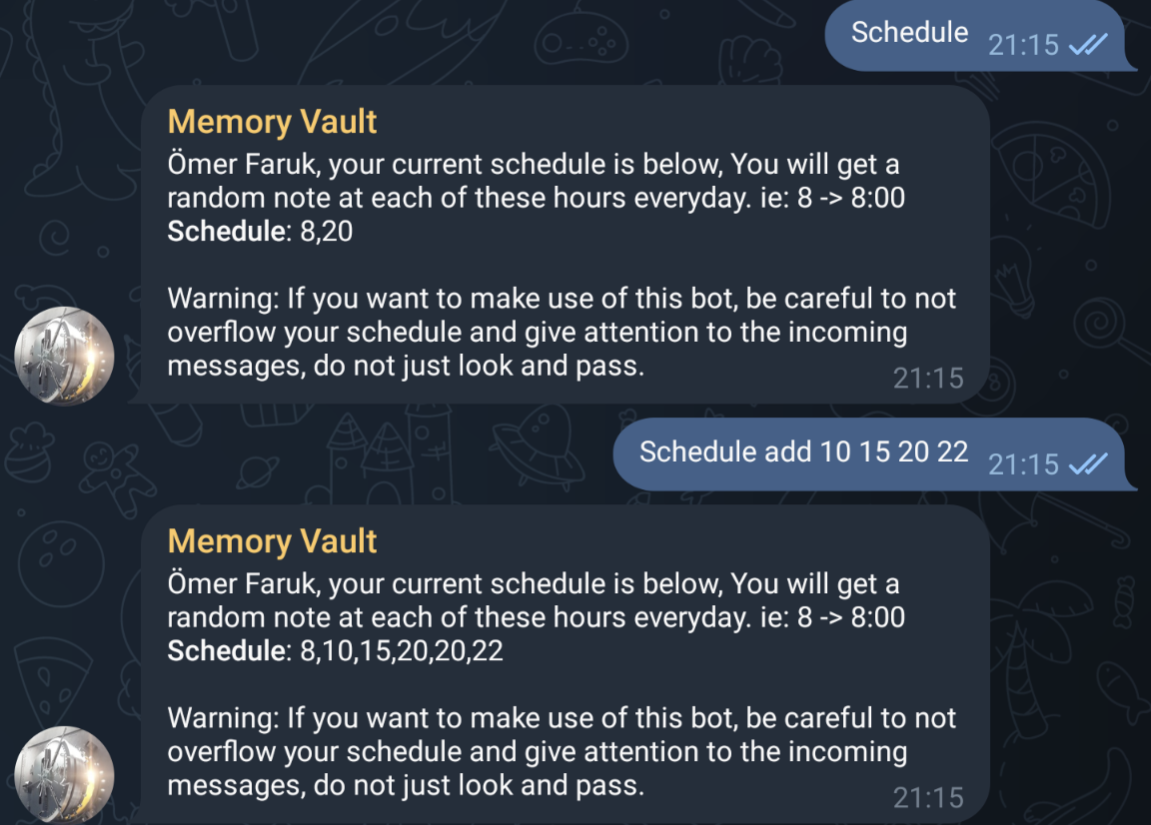 Schedule 21:15
Memory Vault
Ömer Faruk, your current schedule is below, You will get a
random note at each of these hours everyday. ie: 8 -> 8:00
Schedule: 8,20
Warning: If you want to make use of this bot, be careful to not
overflow your schedule and give attention to the incoming
messages, do not just look and pass.
21:15
Schedule add 10 15 20 22 21:15
Memory Vault
Ömer Faruk, your current schedule is below, You will get a
random note at each of these hours everyday. ie: 8 -> 8:00
Schedule: 8,10,15,20,20,22
Warning: If you want to make use of this bot, be careful to not
overflow your schedule and give attention to the incoming
messages, do not just look and pass.
21:15